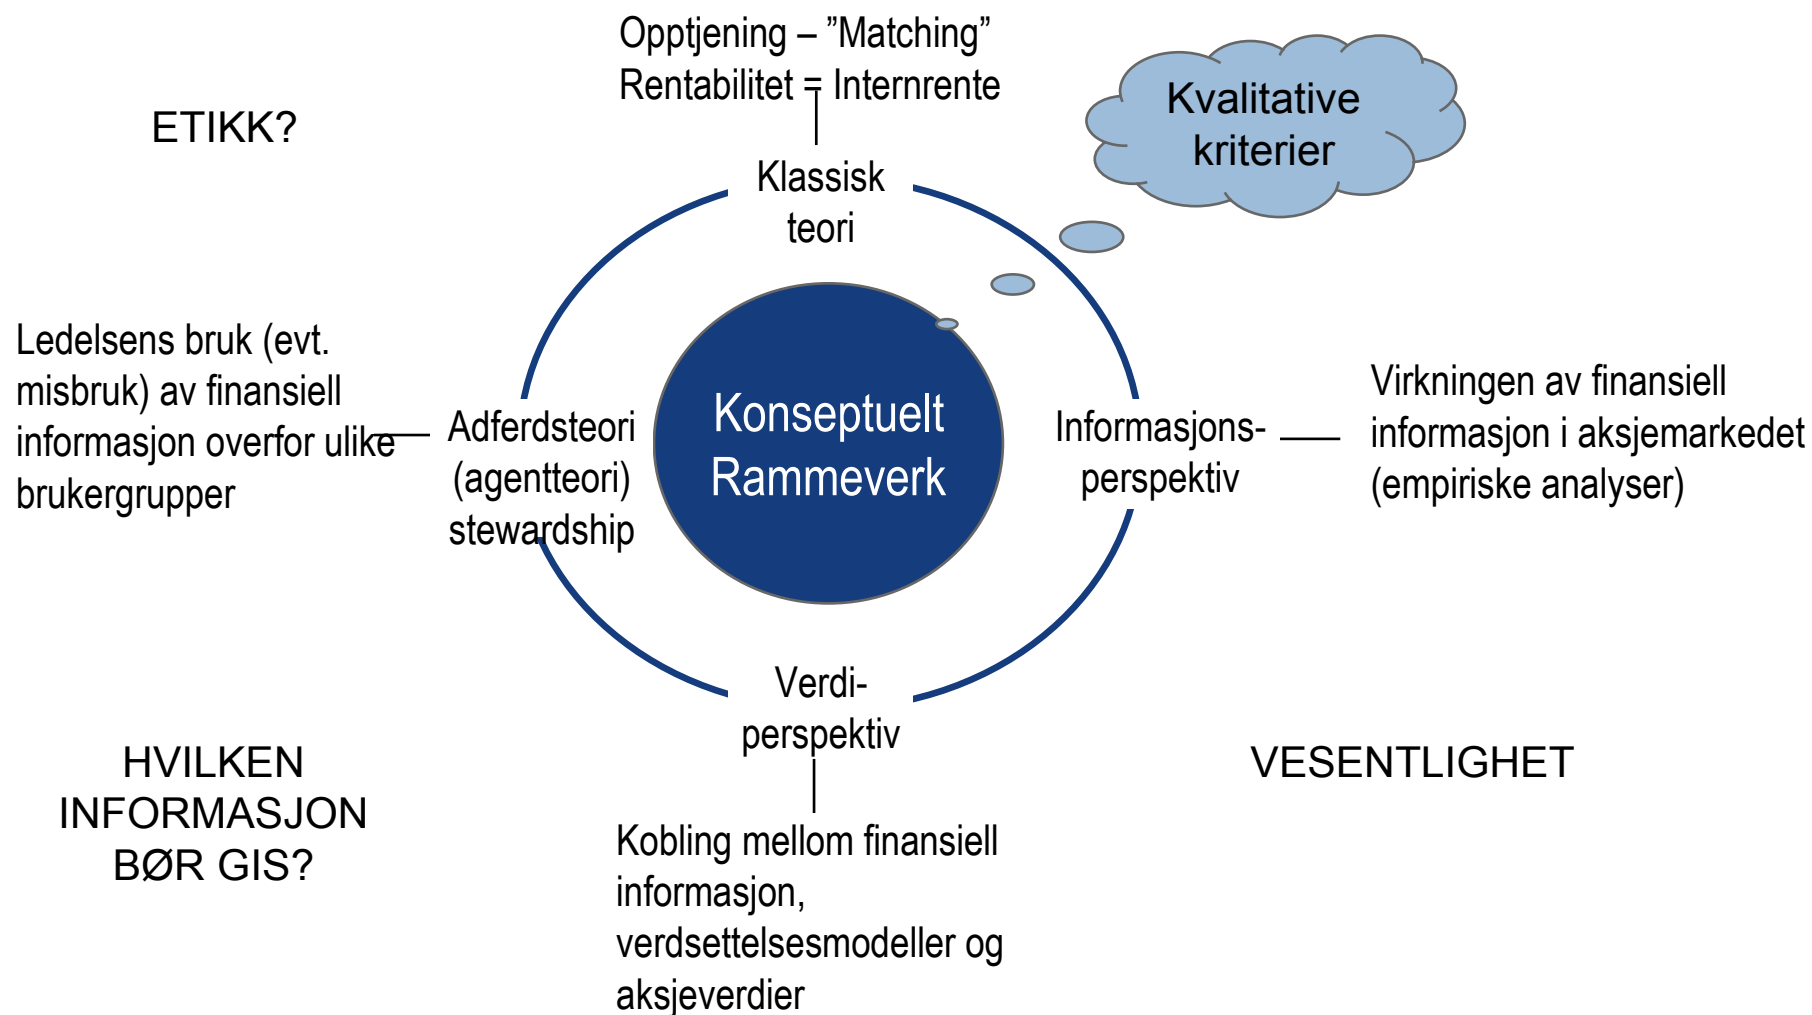 Opptjening – ”Matching”
Rentabilitet = Internrente
Kvalitative
kriterier
ETIKK?
Klassisk
teori
Ledelsens bruk (evt.
misbruk) av finansiell
informasjon overfor ulike
brukergrupper
Adferdsteori
(agentteori)
stewardship
Konseptuelt
Rammeverk
Informasjons-
perspektiv
Virkningen av finansiell
informasjon i aksjemarkedet
(empiriske analyser)
Verdi-
perspektiv
HVILKEN
INFORMASJON
BØR GIS?
VESENTLIGHET
Kobling mellom finansiell
informasjon,
verdsettelsesmodeller og
aksjeverdier